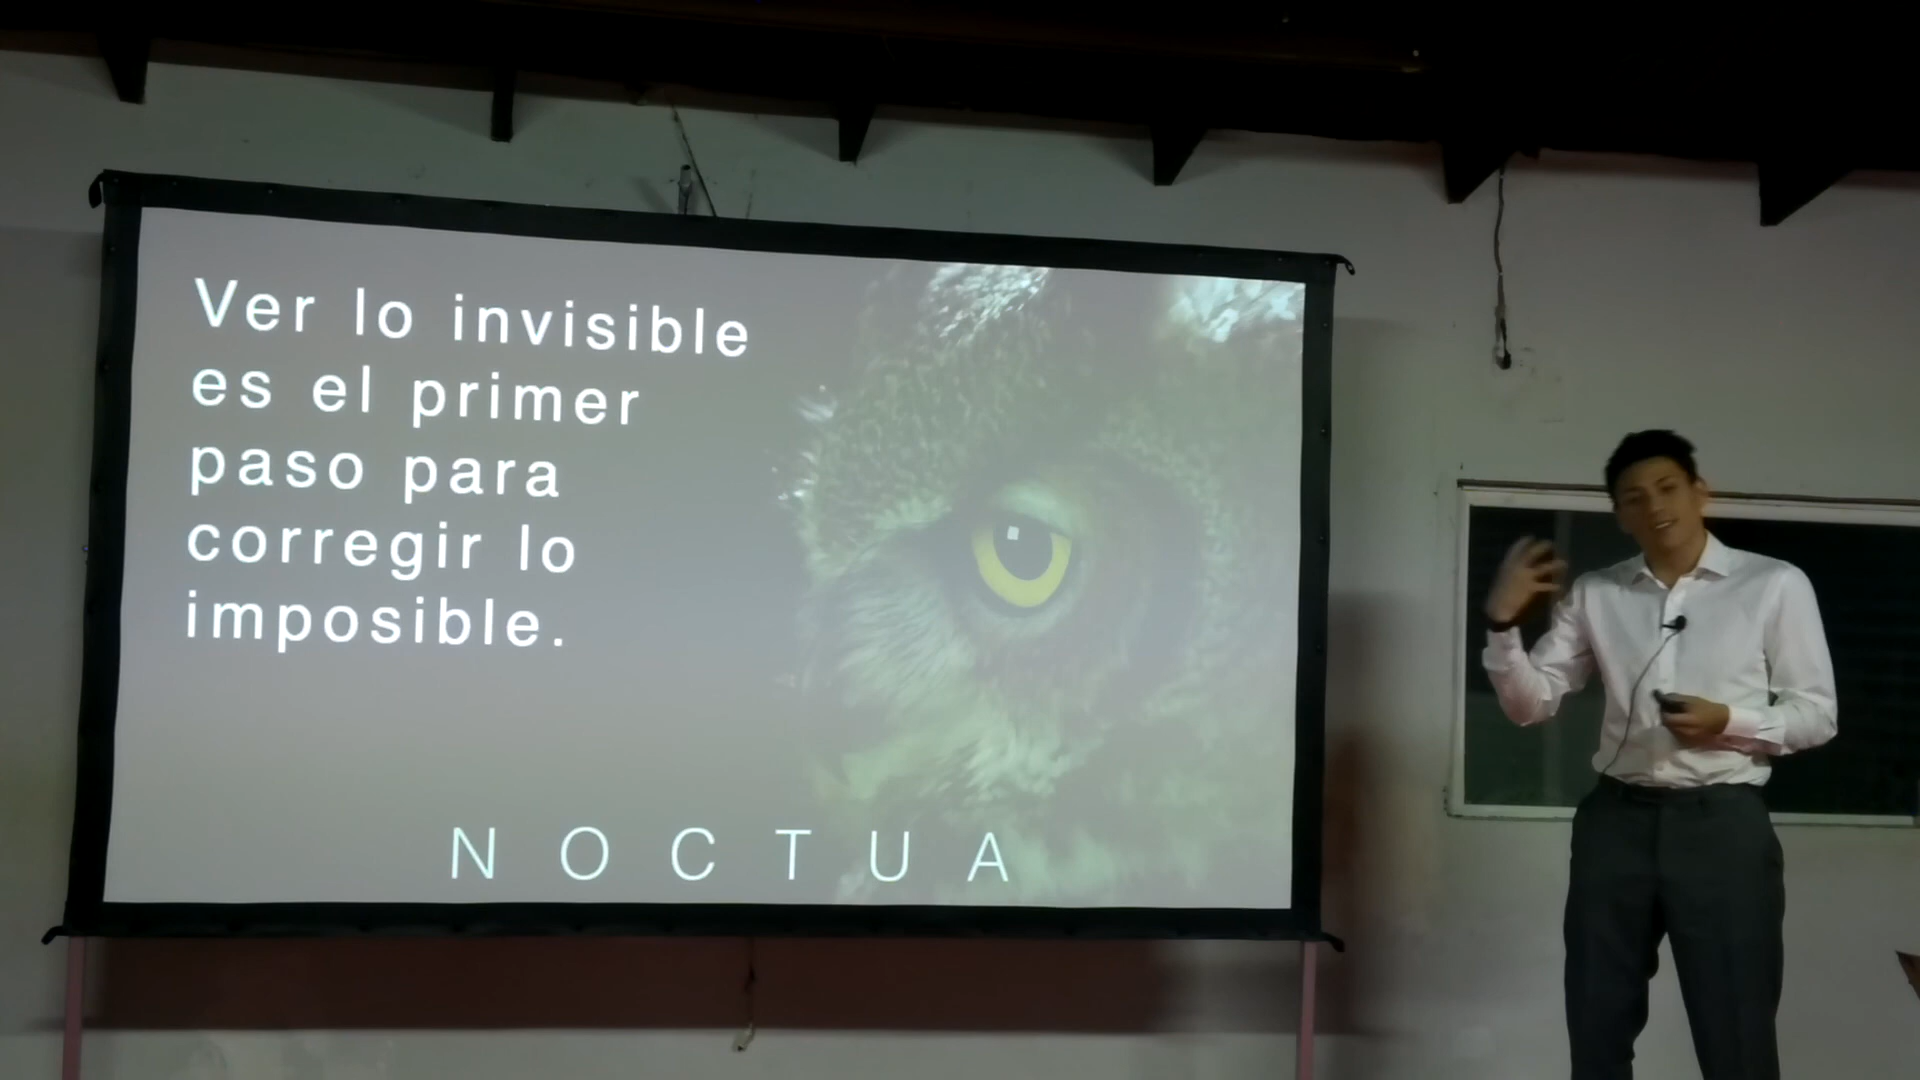 Ver lo invisible
es el primer
paso para
corregir lo
imposible.
NOCTUA